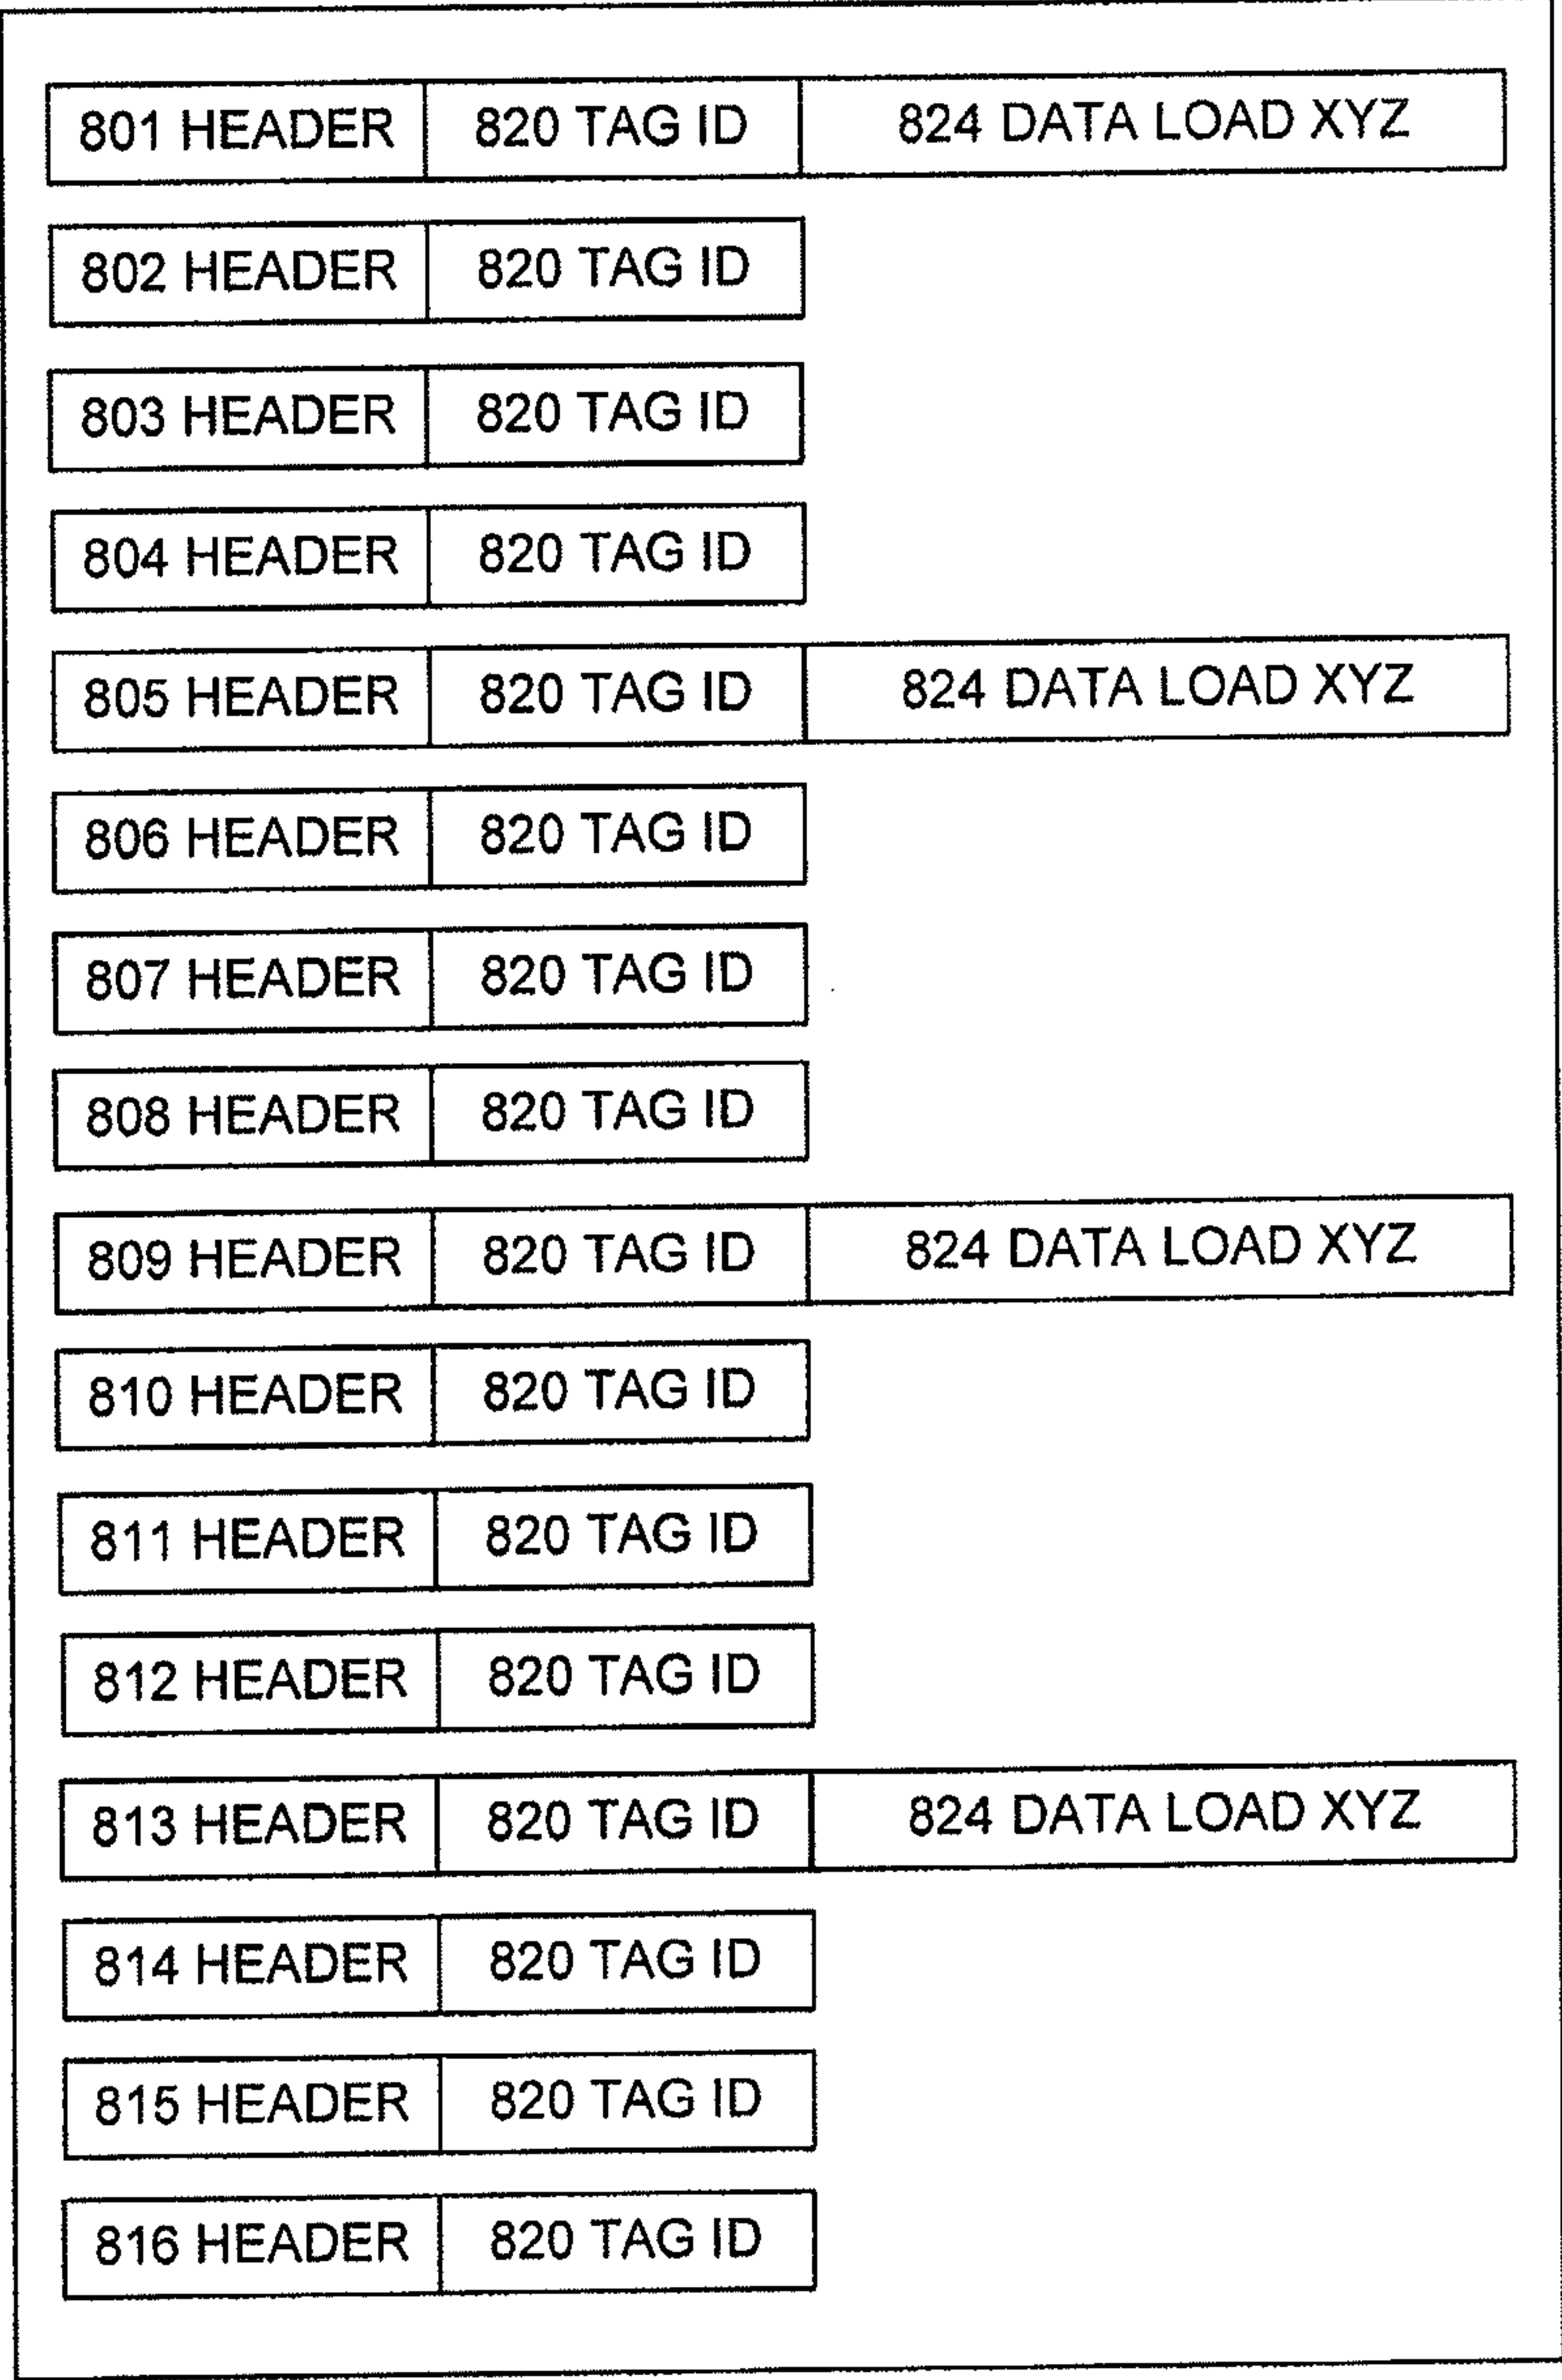 801 HEADER 820 TAG ID 824 DATA LOAD XYZ
802 HEADER 820 TAG ID
803 HEADER 820 TAG ID
804 HEADER 820 TAG ID
805 HEADER 820 TAG ID 824 DATA LOAD XYZ
806 HEADER 820 TAG ID
807 HEADER 820 TAG ID
808 HEADER 820 TAG ID
809 HEADER 820 TAG ID 824 DATA LOAD XYZ
810 HEADER 820 TAG ID
811 HEADER 820 TAG ID
812 HEADER 820 TAG ID
813 HEADER 820 TAG ID 824 DATA LOAD XYZ
814 HEADER 820 TAG ID
815 HEADER 820 TAG ID
816 HEADER 820 TAG ID